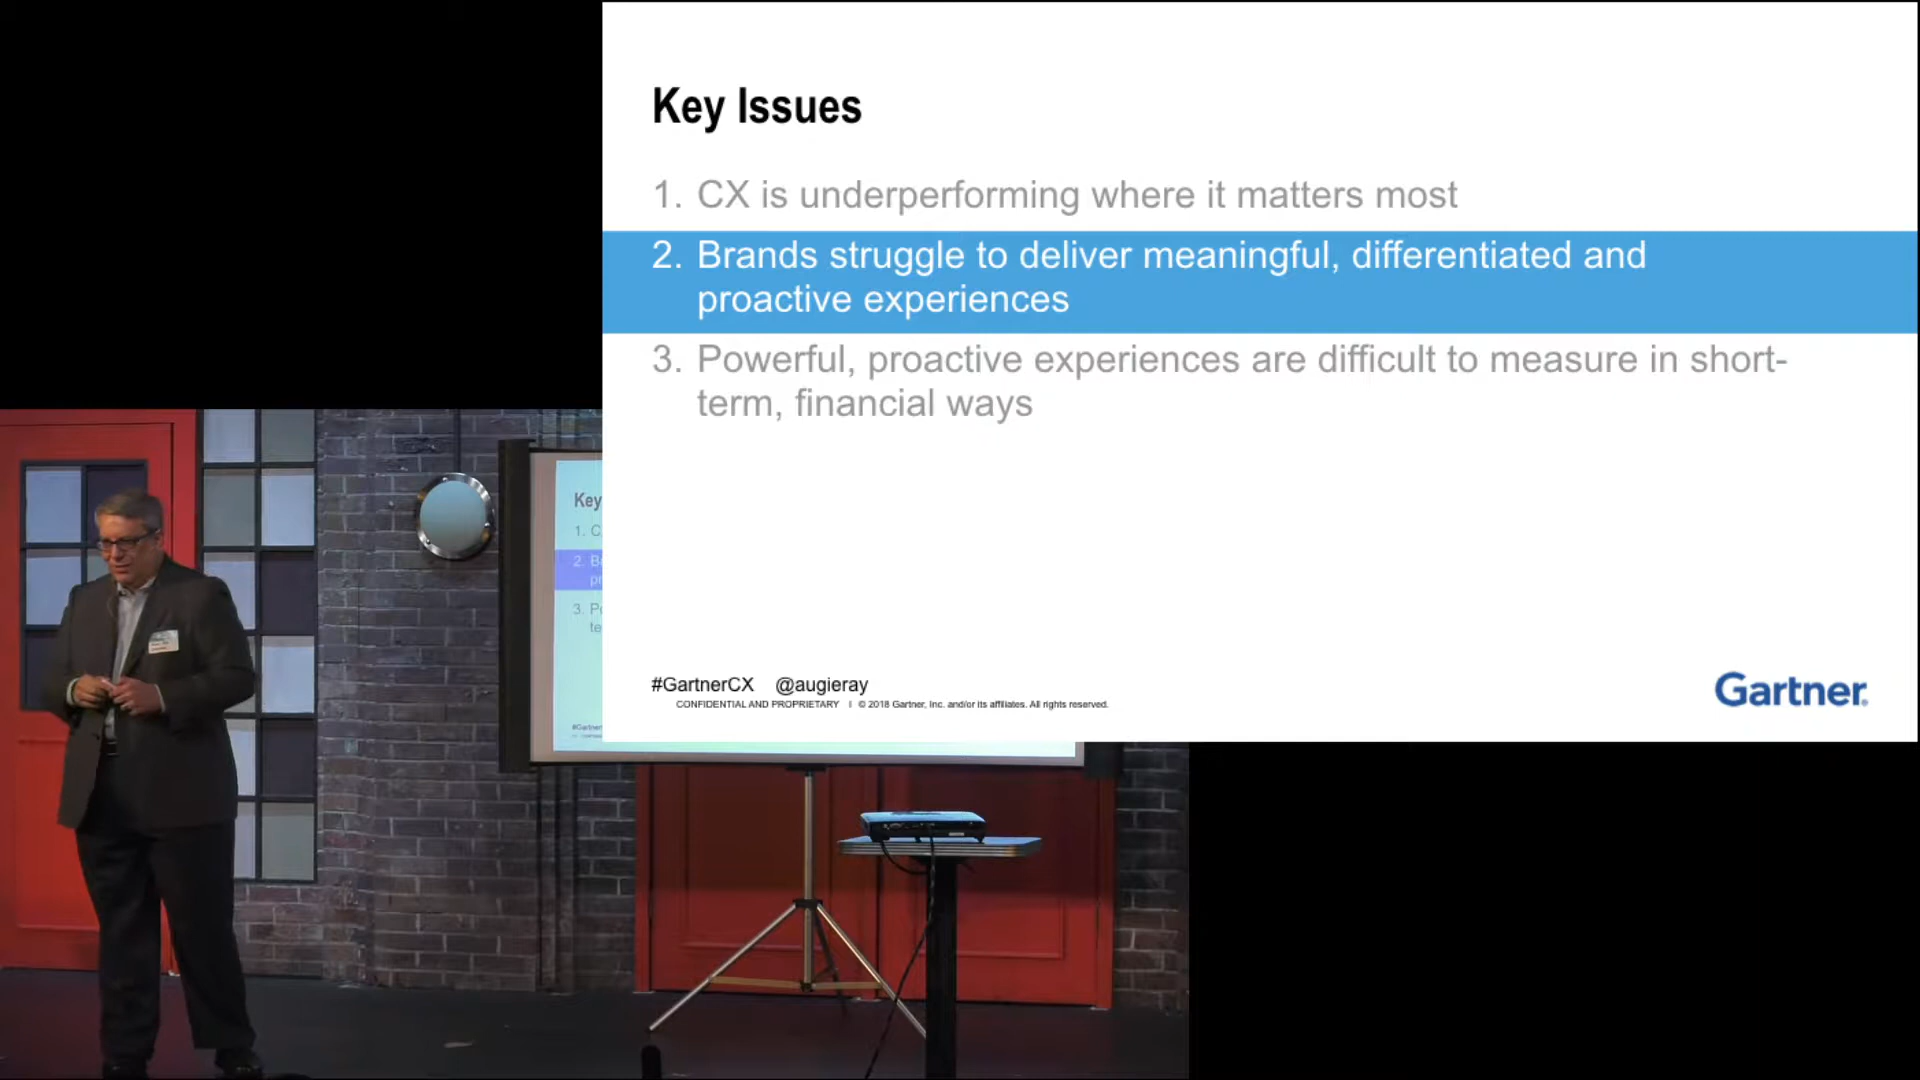 Key Issues
1. CX is underperforming where it matters most
2. Brands struggle to deliver meaningful, differentiated and
proactive experiences
3. Powerful, proactive experiences are difficult to measure in short-
term, financial ways
#GartnerCX @augieray
CONFIDENTIAL AND PROPRIETARY | © 2018 Gartner, Inc. and/or its affiliates. All rights reserved.
Gartner.
Key
1. C
2. B
3. P
te